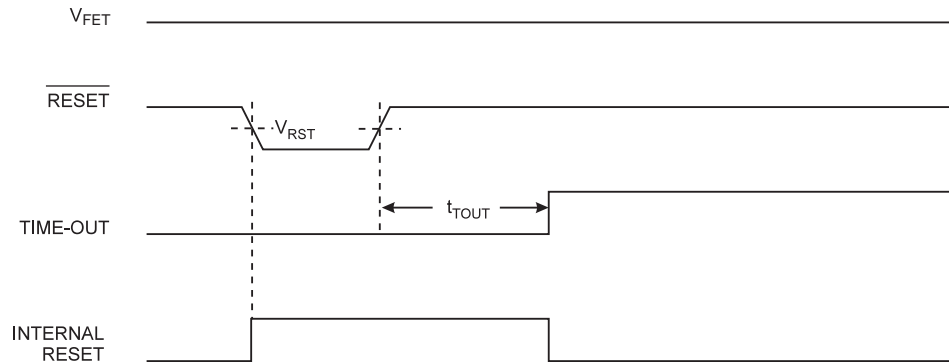 VFET
RESET
VRST
tTOUT
TIME-OUT
INTERNAL
RESET